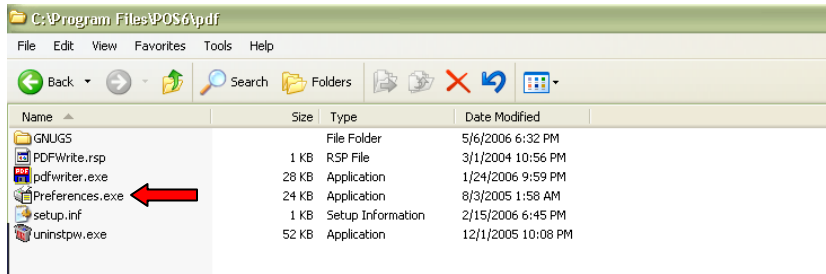 C:\Program Files\POS6\pdf
File Edit View Favorites Tools Help
Back Search Folders
Name Size Type Date Modified
GNUGS File Folder 5/6/2006 6:32 PM
PDFWrite.rsp 1 KB RSP File 3/1/2004 10:56 PM
PDF pdfwriter.exe 28 KB Application 1/24/2006 9:59 PM
Preferences.exe 24 KB Application 8/3/2005 1:58 AM
setup.inf 1 KB Setup Information 2/15/2006 6:45 PM
uninstpw.exe 52 KB Application 12/1/2005 10:08 PM